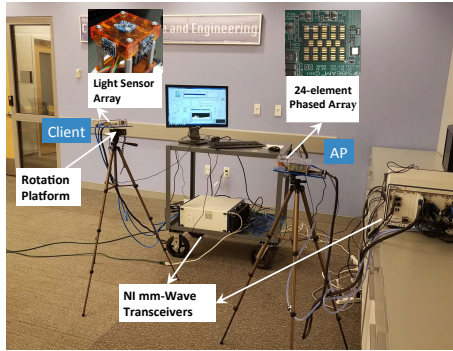 and Engineering
Light Sensor
Array
24-element
Phased Array
Client
AP
Rotation
Platform
NI mm-Wave
Transceivers